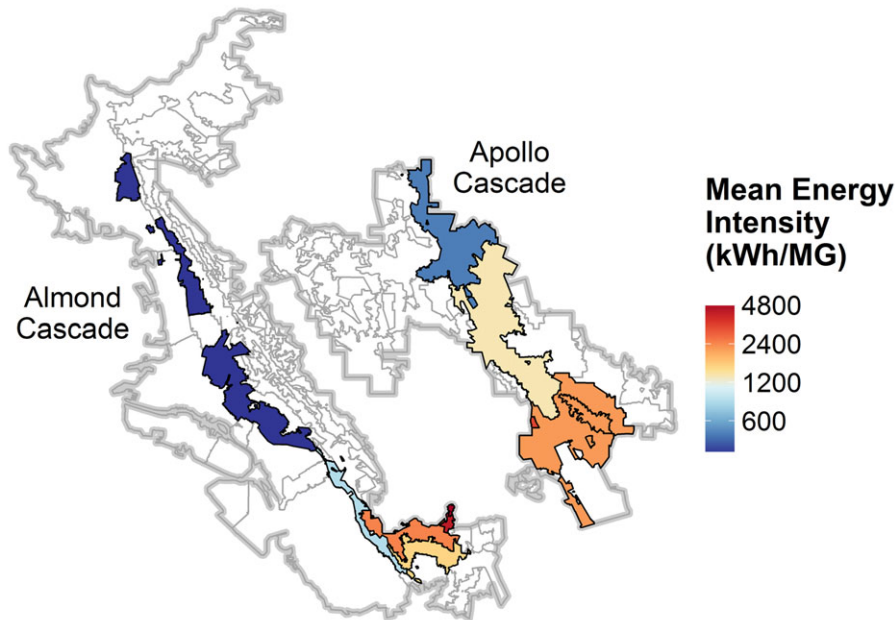 Apollo
Cascade
Almond
Cascade
Mean Energy
Intensity
(kWh/MG)
4800
2400
1200
600